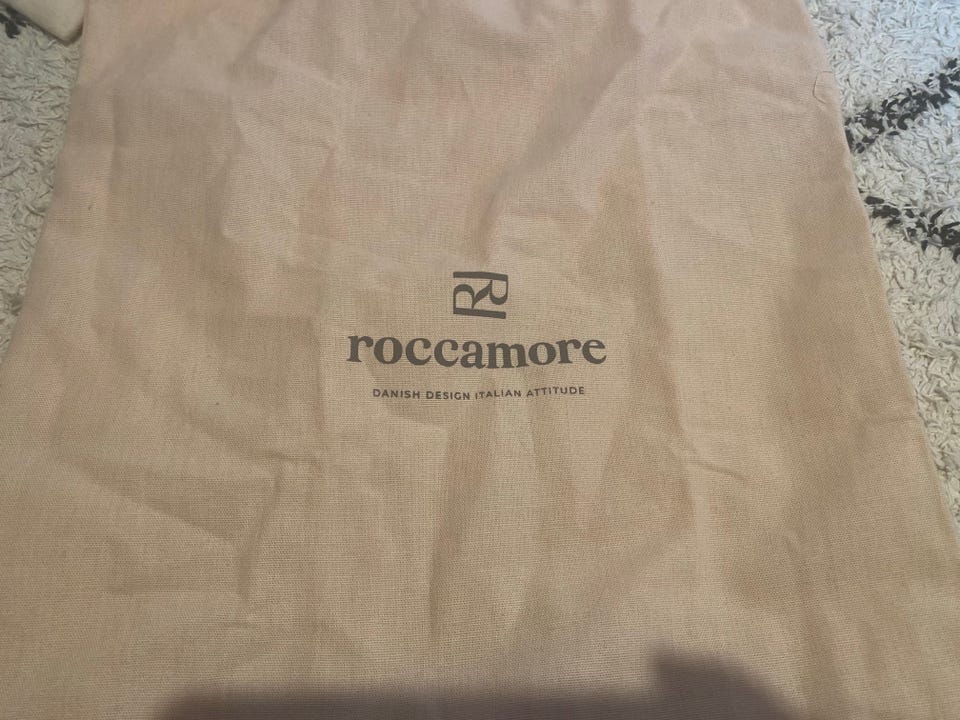 R
roccamore
DANISH DESIGN ITALIAN ATTITUDE